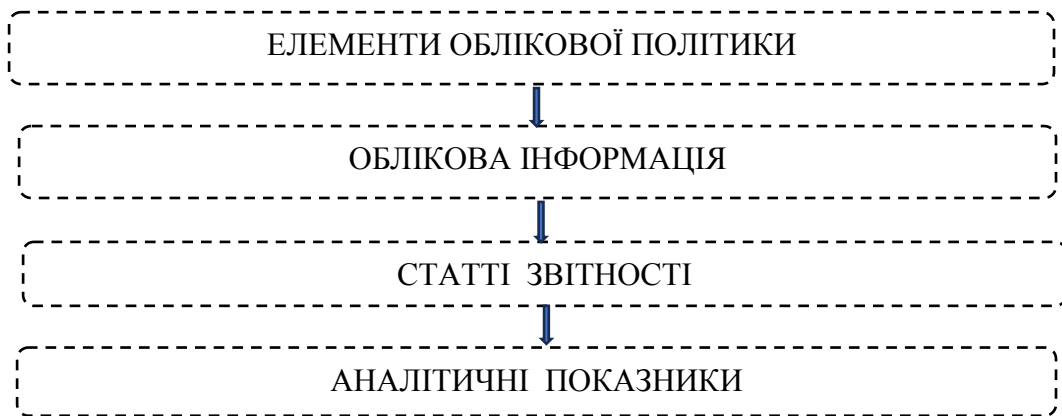 ЕЛЕМЕНТИ ОБЛІКОВОЇ ПОЛІТИКИ
ОБЛІКОВА ІНФОРМАЦІЯ
СТАТТІ ЗВІТНОСТІ
АНАЛІТИЧНІ ПОКАЗНИКИ